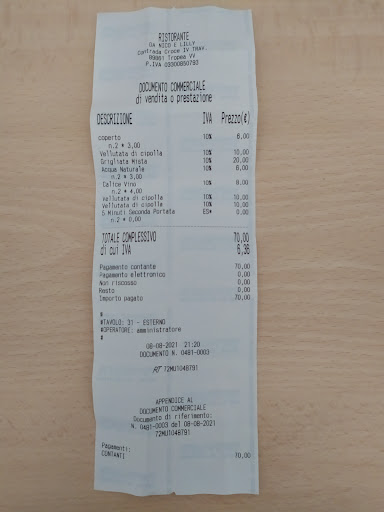 RISTORANTE
DA NICO E LILLY
Contrada Croce IV TRAV.
89861 Tropea VV
P.IVA 03300850793
DOCUMENTO COMMERCIALE
di vendita o prestazione
DESCRIZIONE IVA Prezzo(€)
coperto 10% 6,00
n.2 * 3,00
Vellutata di cipolla 10% 10,00
Grigliata Mista 10% 20,00
Acqua Naturale 10% 6,00
n.2 * 3,00
Calice Vino 10% 8,00
n.2 * 4,00
Vellutata di cipolla 10% 10,00
Vellutata di cipolla 10% 10,00
5 Minuti Seconda Portata ES* 0,00
n.2 * 0,00
TOTALE COMPLESSIVO 70,00
di cui IVA 6,36
Pagamento contante 70,00
Pagamento elettronico 0,00
Non riscosso 0,00
Resto 0,00
Importo pagato 70,00
#
#TAVOLO: 31 - ESTERNO
#OPERATORE: amministratore
#
08-08-2021 21:20
DOCUMENTO N. 0481-0003
RT 72MU1048791
APPENDICE AL
DOCUMENTO COMMERCIALE
Documento di riferimento:
N. 0481-0003 del 08-08-2021
72MU1048791
Pagamenti:
CONTANTI 70,00